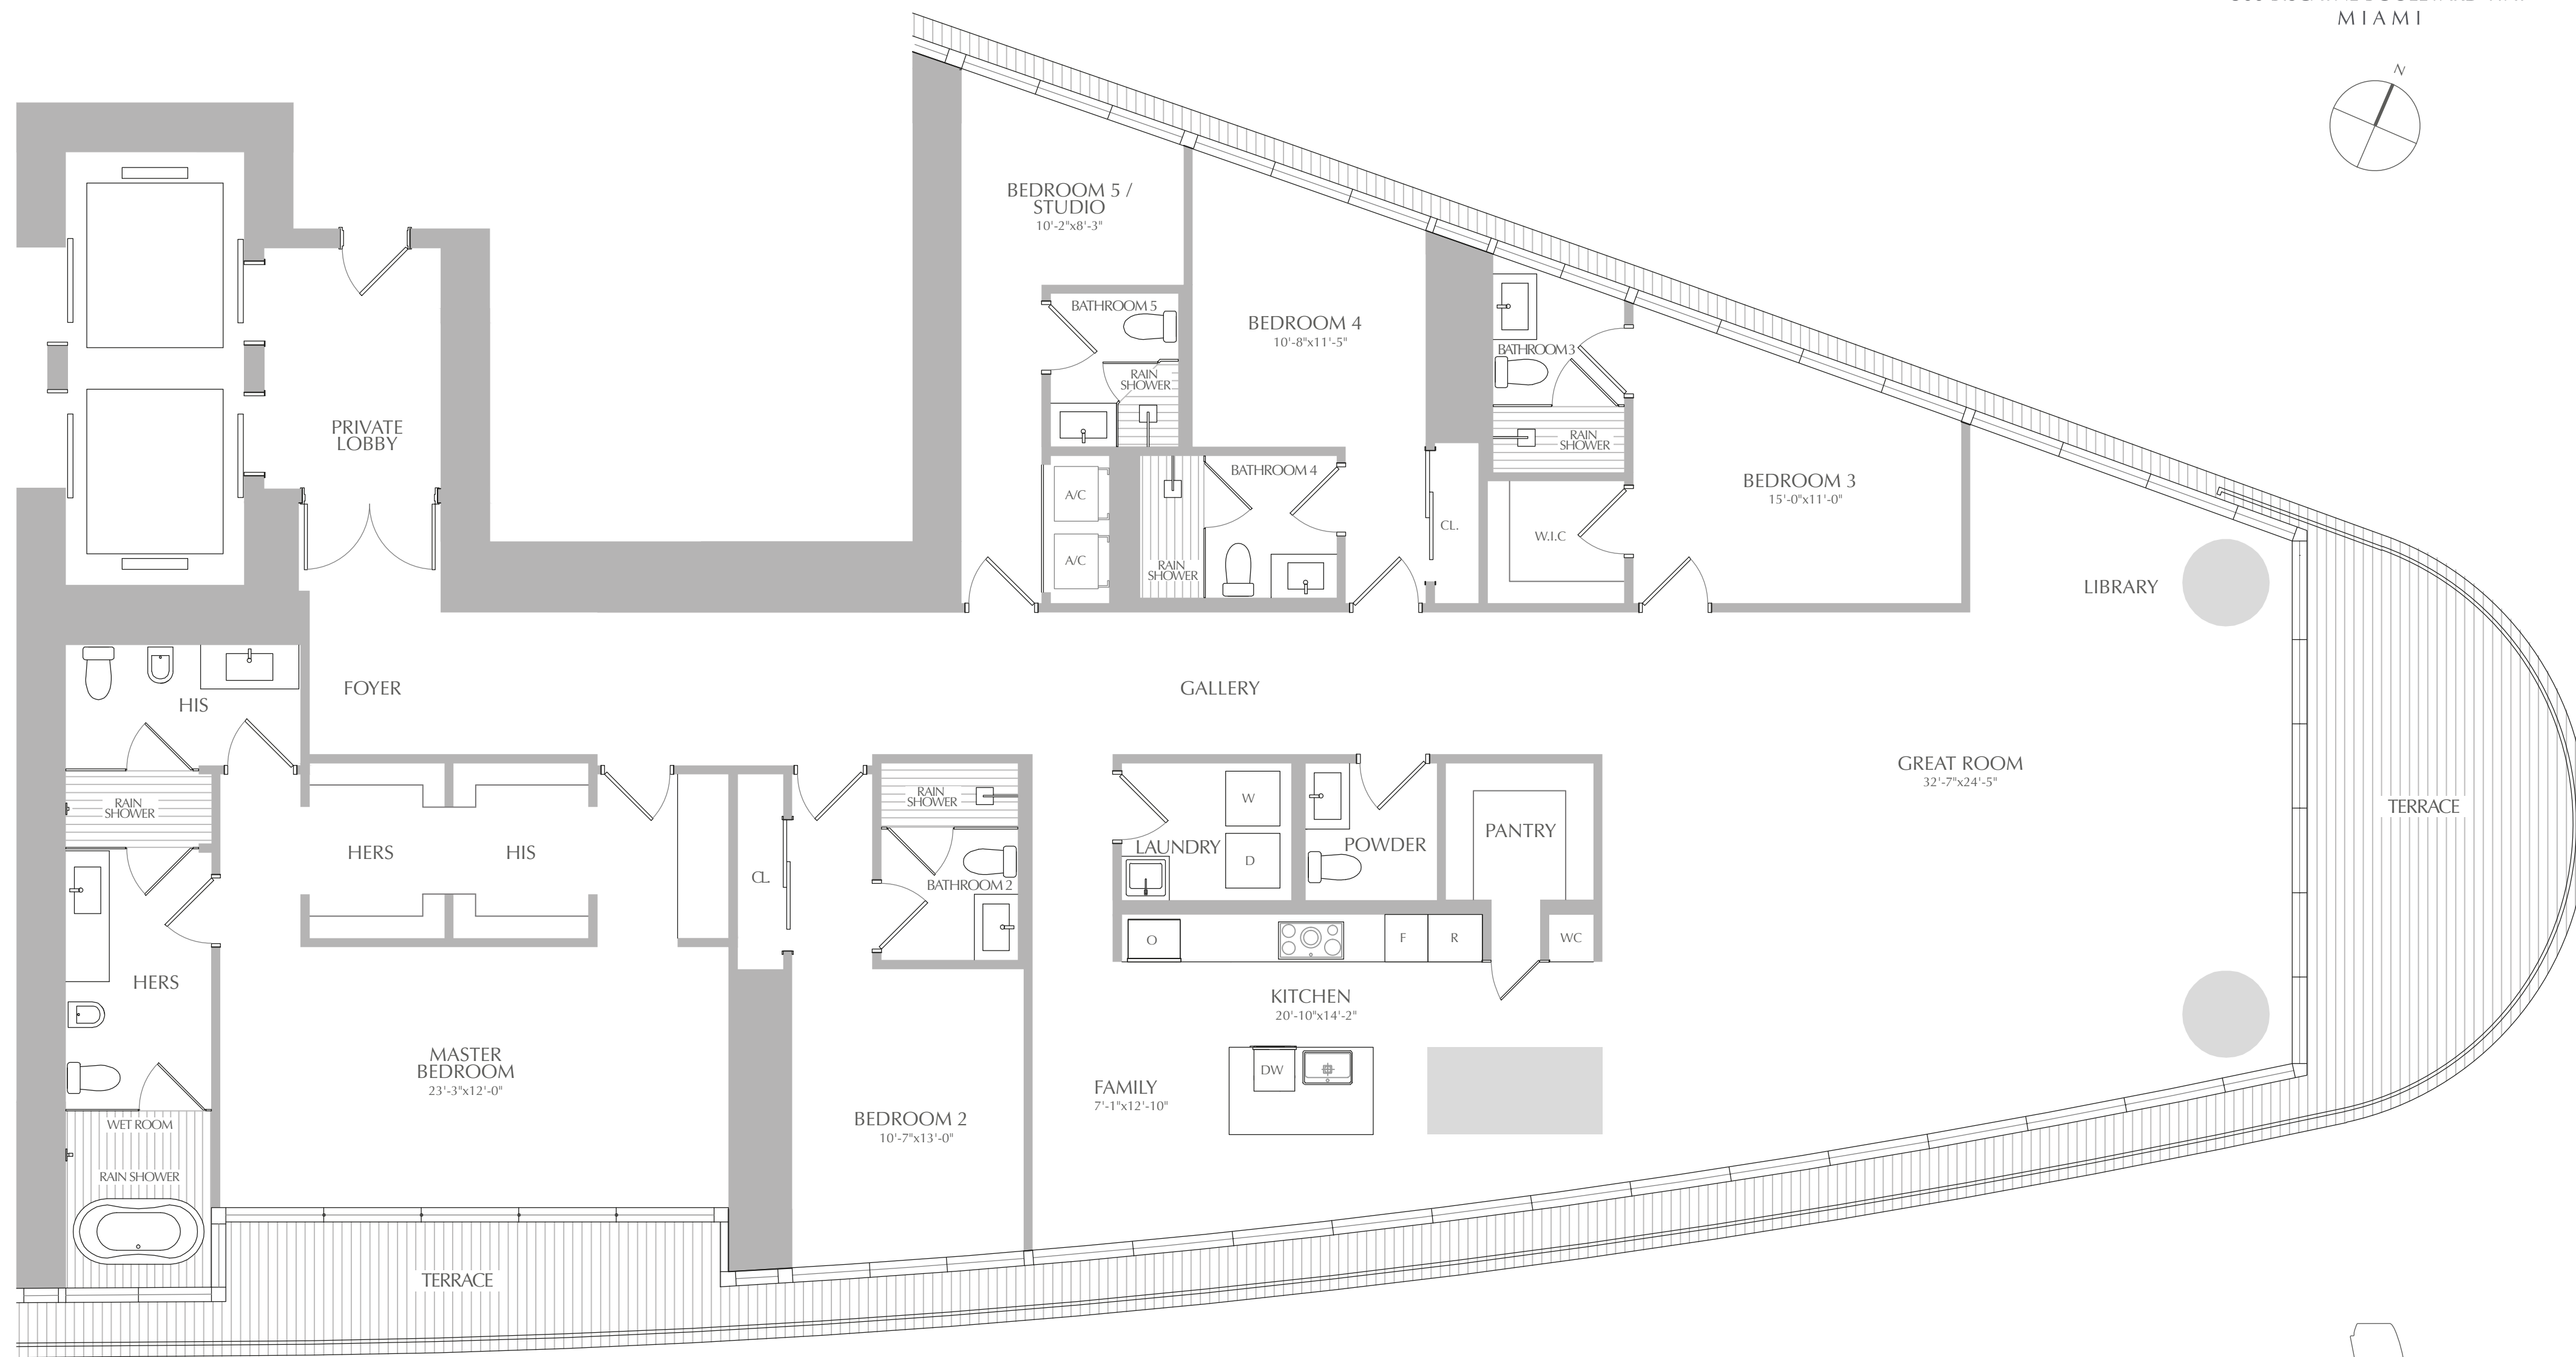 MIAMI
N
BEDROOM 5 /
STUDIO
10'-2"x8'-3"
BATHROOM 5
RAIN
SHOWER
BEDROOM 4
10'-8"x11'-5"
BATHROOM 3
RAIN
SHOWER
PRIVATE
LOBBY
BEDROOM 3
15'-0"x11'-0"
A/C
A/C
BATHROOM 4
RAIN
SHOWER
CL.
W.I.C
LIBRARY
HIS
FOYER
GALLERY
RAIN
SHOWER
HERS
HIS
CL.
RAIN
SHOWER
BATHROOM 2
LAUNDRY
W
D
POWDER
PANTRY
GREAT ROOM
32'-7"x24'-5"
TERRACE
O
F
R
WC
HERS
KITCHEN
20'-10"x14'-2"
MASTER
BEDROOM
23'-3"x12'-0"
FAMILY
7'-1"x12'-10"
DW
BEDROOM 2
10'-7"x13'-0"
WET ROOM
RAIN SHOWER
TERRACE